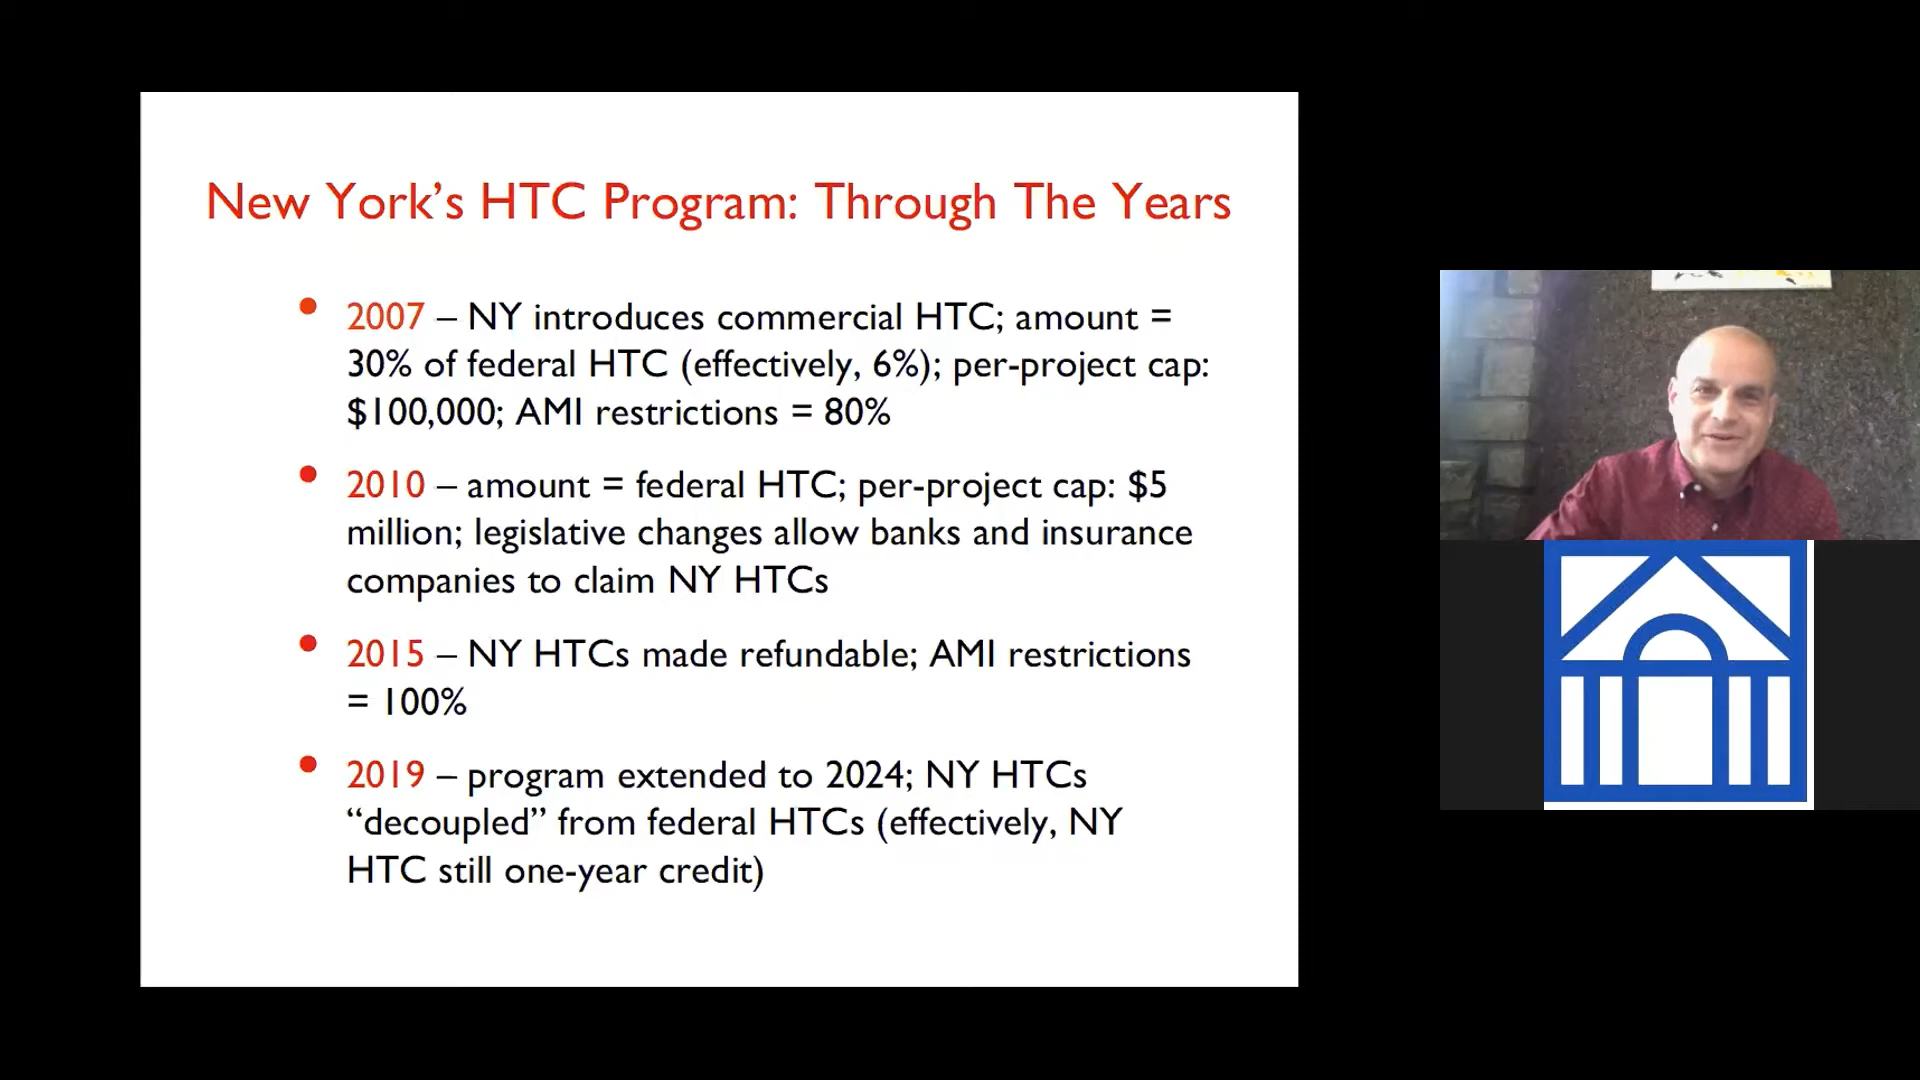 New York’s HTC Program: Through The Years
• 2007 – NY introduces commercial HTC; amount =
30% of federal HTC (effectively, 6%); per-project cap:
$100,000; AMI restrictions = 80%
• 2010 – amount = federal HTC; per-project cap: $5
million; legislative changes allow banks and insurance
companies to claim NY HTCs
• 2015 – NY HTCs made refundable; AMI restrictions
= 100%
• 2019 – program extended to 2024; NY HTCs
“decoupled” from federal HTCs (effectively, NY
HTC still one-year credit)